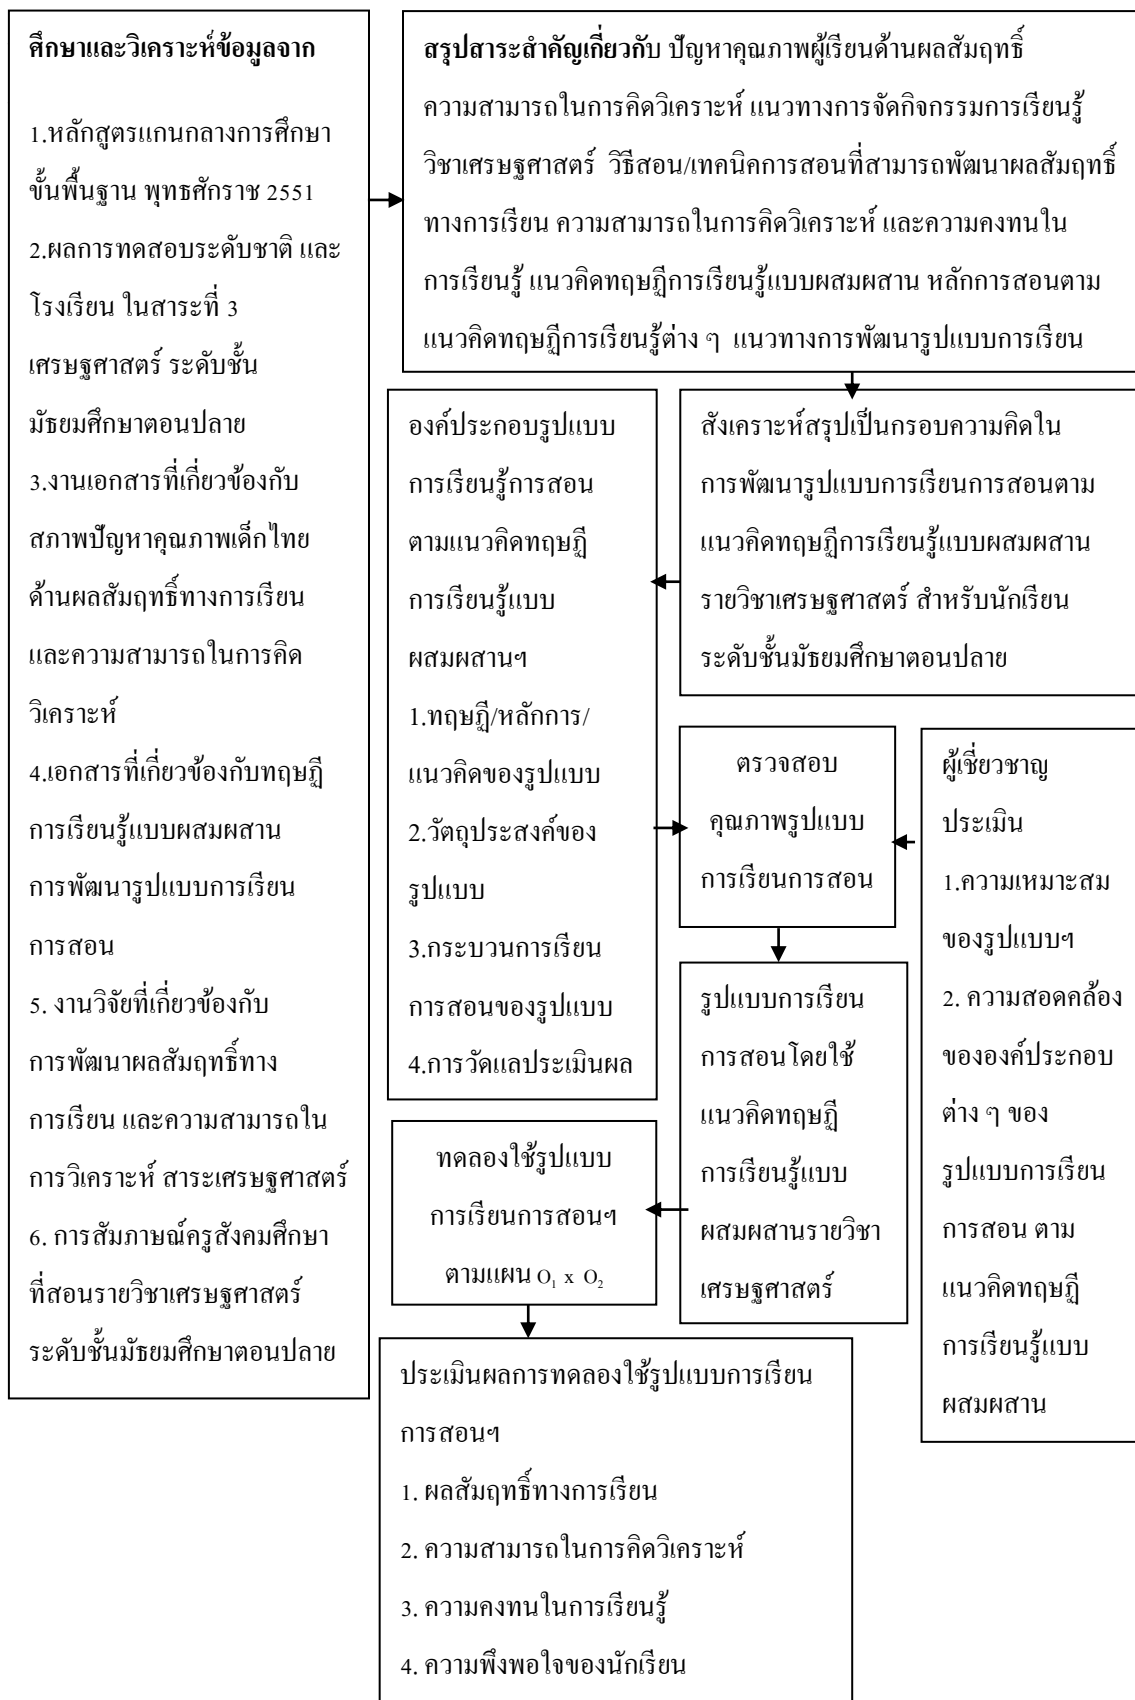 ศึกษาและวิเคราะห์ข้อมูลจาก
1.หลักสูตรแกนกลางการศึกษา
ขั้นพื้นฐาน พุทธศักราช 2551
2.ผลการทดสอบระดับชาติ และ
โรงเรียน ในสาระที่ 3
เศรษฐศาสตร์ ระดับชั้น
มัธยมศึกษาตอนปลาย
3.งานเอกสารที่เกี่ยวข้องกับ
สภาพปัญหาคุณภาพเด็กไทย
ด้านผลสัมฤทธิ์ทางการเรียน
และความสามารถในการคิด
วิเคราะห์
4.เอกสารที่เกี่ยวข้องกับทฤษฎี
การเรียนรู้แบบผสมผสาน
การพัฒนารูปแบบการเรียน
การสอน
5. งานวิจัยที่เกี่ยวข้องกับ
การพัฒนาผลสัมฤทธิ์ทาง
การเรียน และความสามารถใน
การวิเคราะห์ สาระเศรษฐศาสตร์
6. การสัมภาษณ์ครูสังคมศึกษา
ที่สอนรายวิชาเศรษฐศาสตร์
ระดับชั้นมัธยมศึกษาตอนปลาย
สรุปสาระสำคัญเกี่ยวกับ ปัญหาคุณภาพผู้เรียนด้านผลสัมฤทธิ์
ความสามารถในการคิดวิเคราะห์ แนวทางการจัดกิจกรรมการเรียนรู้
วิชาเศรษฐศาสตร์ วิธีสอน/เทคนิคการสอนที่สามารถพัฒนาผลสัมฤทธิ์
ทางการเรียน ความสามารถในการคิดวิเคราะห์ และความคงทนใน
การเรียนรู้ แนวคิดทฤษฎีการเรียนรู้แบบผสมผสาน หลักการสอนตาม
แนวคิดทฤษฎีการเรียนรู้ต่าง ๆ แนวทางการพัฒนารูปแบบการเรียน
สังเคราะห์สรุปเป็นกรอบความคิดใน
การพัฒนารูปแบบการเรียนการสอนตาม
แนวคิดทฤษฎีการเรียนรู้แบบผสมผสาน
รายวิชาเศรษฐศาสตร์ สำหรับนักเรียน
ระดับชั้นมัธยมศึกษาตอนปลาย
องค์ประกอบรูปแบบ
การเรียนรู้การสอน
ตามแนวคิดทฤษฎี
การเรียนรู้แบบ
ผสมผสานฯ
1.ทฤษฎี/หลักการ/
แนวคิดของรูปแบบ
2.วัตถุประสงค์ของ
รูปแบบ
3.กระบวนการเรียน
การสอนของรูปแบบ
4.การวัดแลประเมินผล
ตรวจสอบ
คุณภาพรูปแบบ
การเรียนการสอน
ผู้เชี่ยวชาญ
ประเมิน
1.ความเหมาะสม
ของรูปแบบฯ
2. ความสอดคล้อง
ขององค์ประกอบ
ต่าง ๆ ของ
รูปแบบการเรียน
การสอน ตาม
แนวคิดทฤษฎี
การเรียนรู้แบบ
ผสมผสาน
รูปแบบการเรียน
การสอนโดยใช้
แนวคิดทฤษฎี
การเรียนรู้แบบ
ผสมผสานรายวิชา
เศรษฐศาสตร์
ทดลองใช้รูปแบบ
การเรียนการสอนฯ
ตามแผน O₁ x O₂
ประเมินผลการทดลองใช้รูปแบบการเรียน
การสอนฯ
1. ผลสัมฤทธิ์ทางการเรียน
2. ความสามารถในการคิดวิเคราะห์
3. ความคงทนในการเรียนรู้
4. ความพึงพอใจของนักเรียน